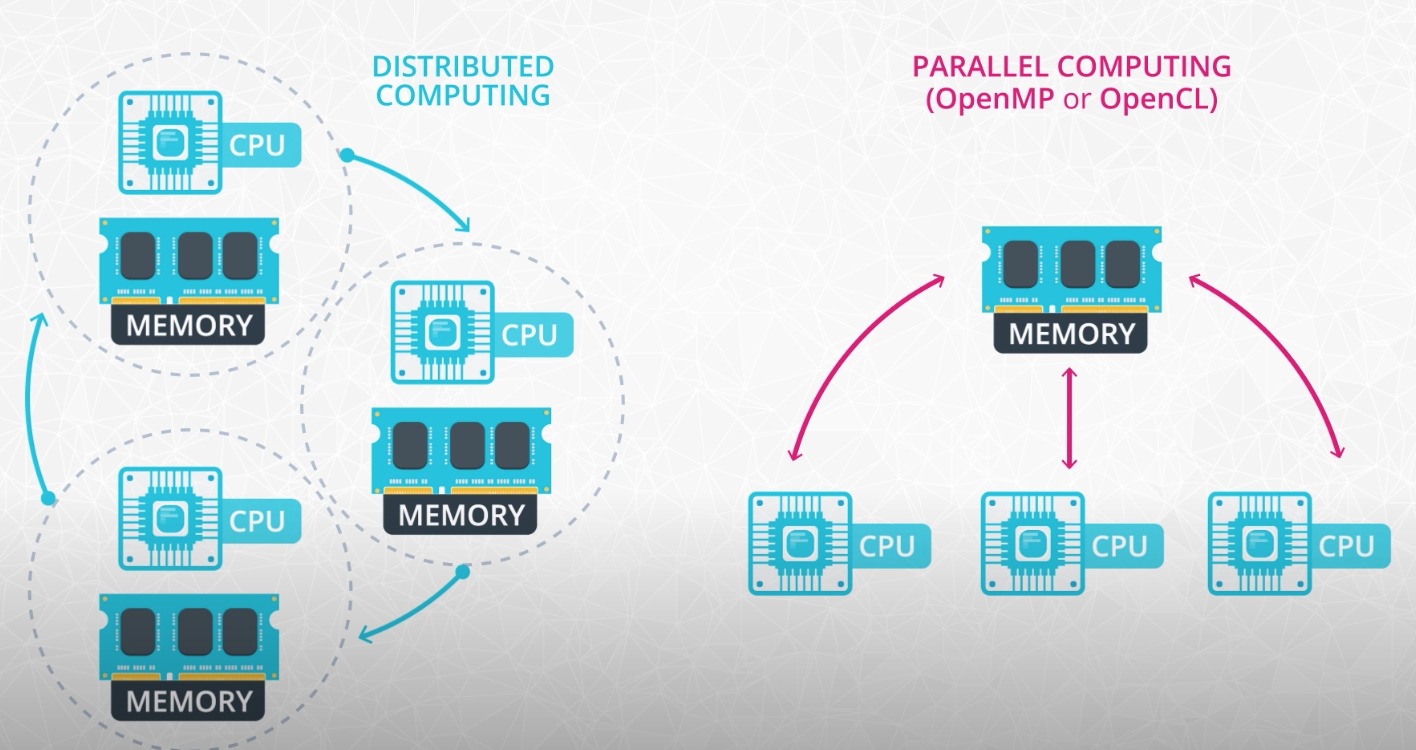 DISTRIBUTED
COMPUTING
CPU
MEMORY
CPU
MEMORY
CPU
MEMORY
PARALLEL COMPUTING
(OpenMP or OpenCL)
MEMORY
CPU
CPU
CPU